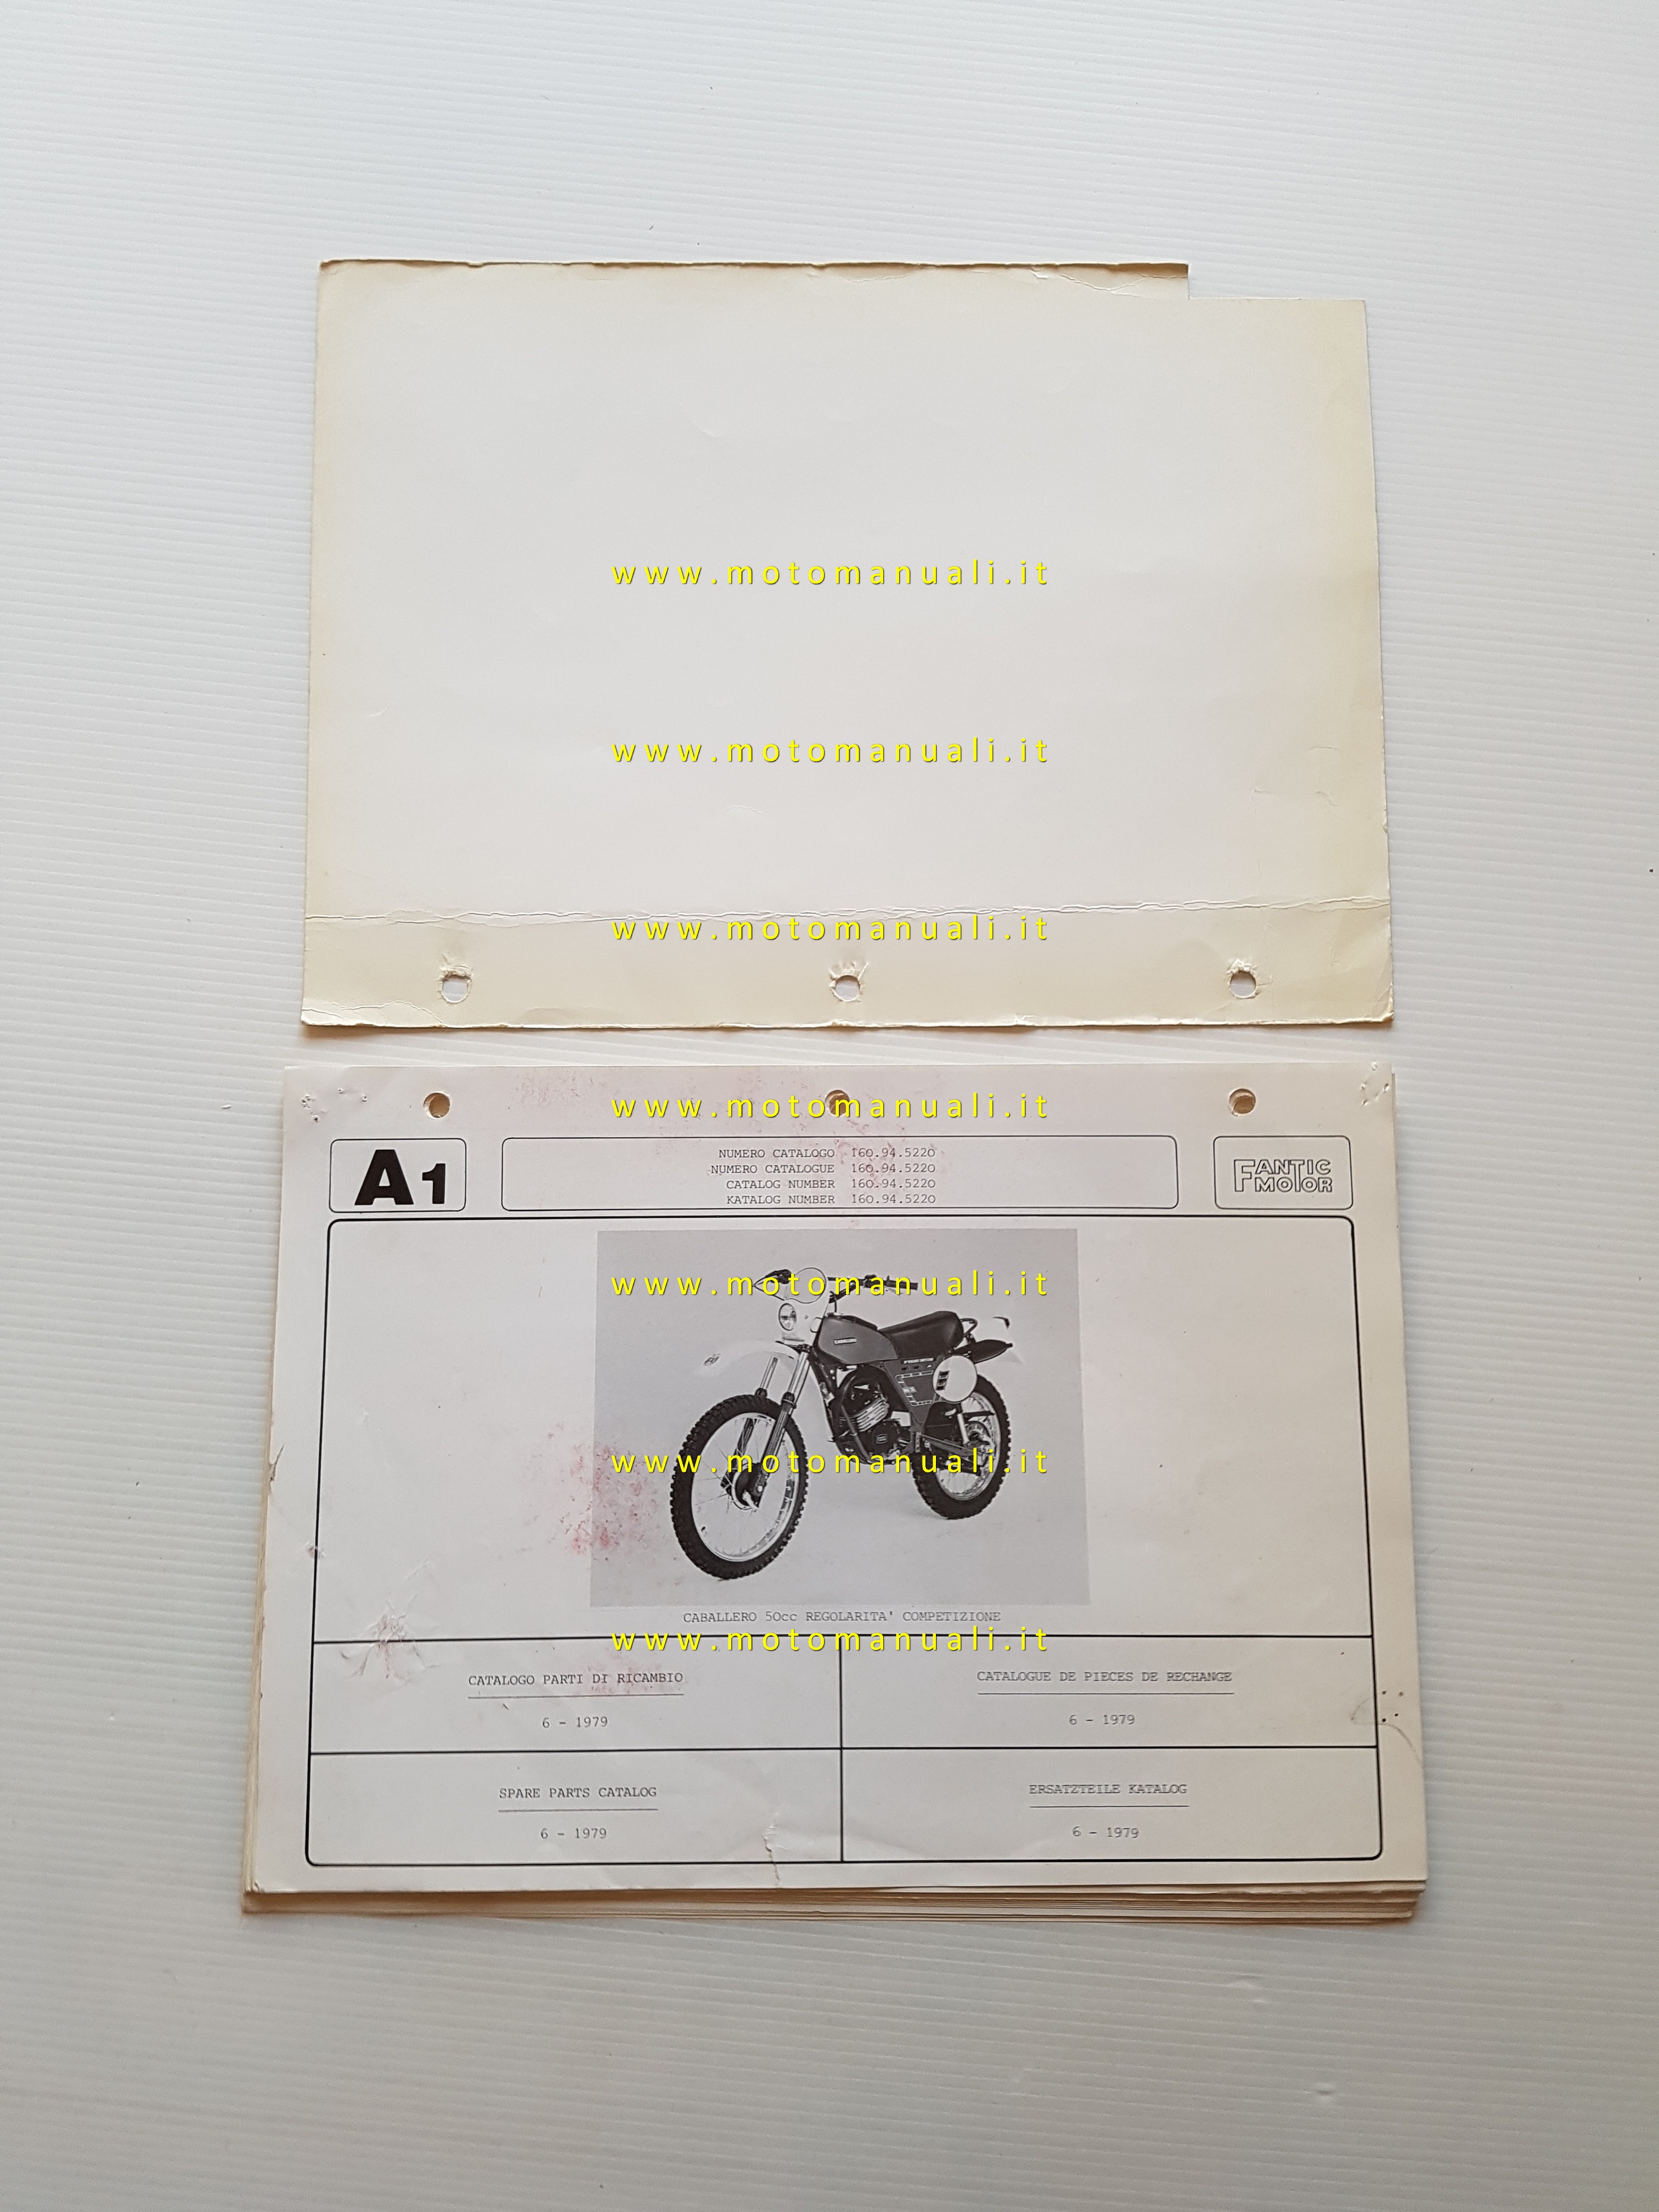 www.motomanuali.it
www.motomanuali.it
www.motomanuali.it
www.motomanuali.it
A1
NUMERO CATALOGO 160.94.5220
NUMERO CATALOGUE 160.94.5220
CATALOG NUMBER 160.94.5220
KATALOG NUMBER 160.94.5220
FANTIC
MOTOR
www.motomanuali.it
www.motomanuali.it
CABALLERO 50cc REGOLARITA' COMPETIZIONE
www.motomanuali.it
CATALOGO PARTI DI RICAMBIO
6 - 1979
CATALOGUE DE PIECES DE RECHANGE
6 - 1979
SPARE PARTS CATALOG
6 - 1979
ERSATZTEILE KATALOG
6 - 1979